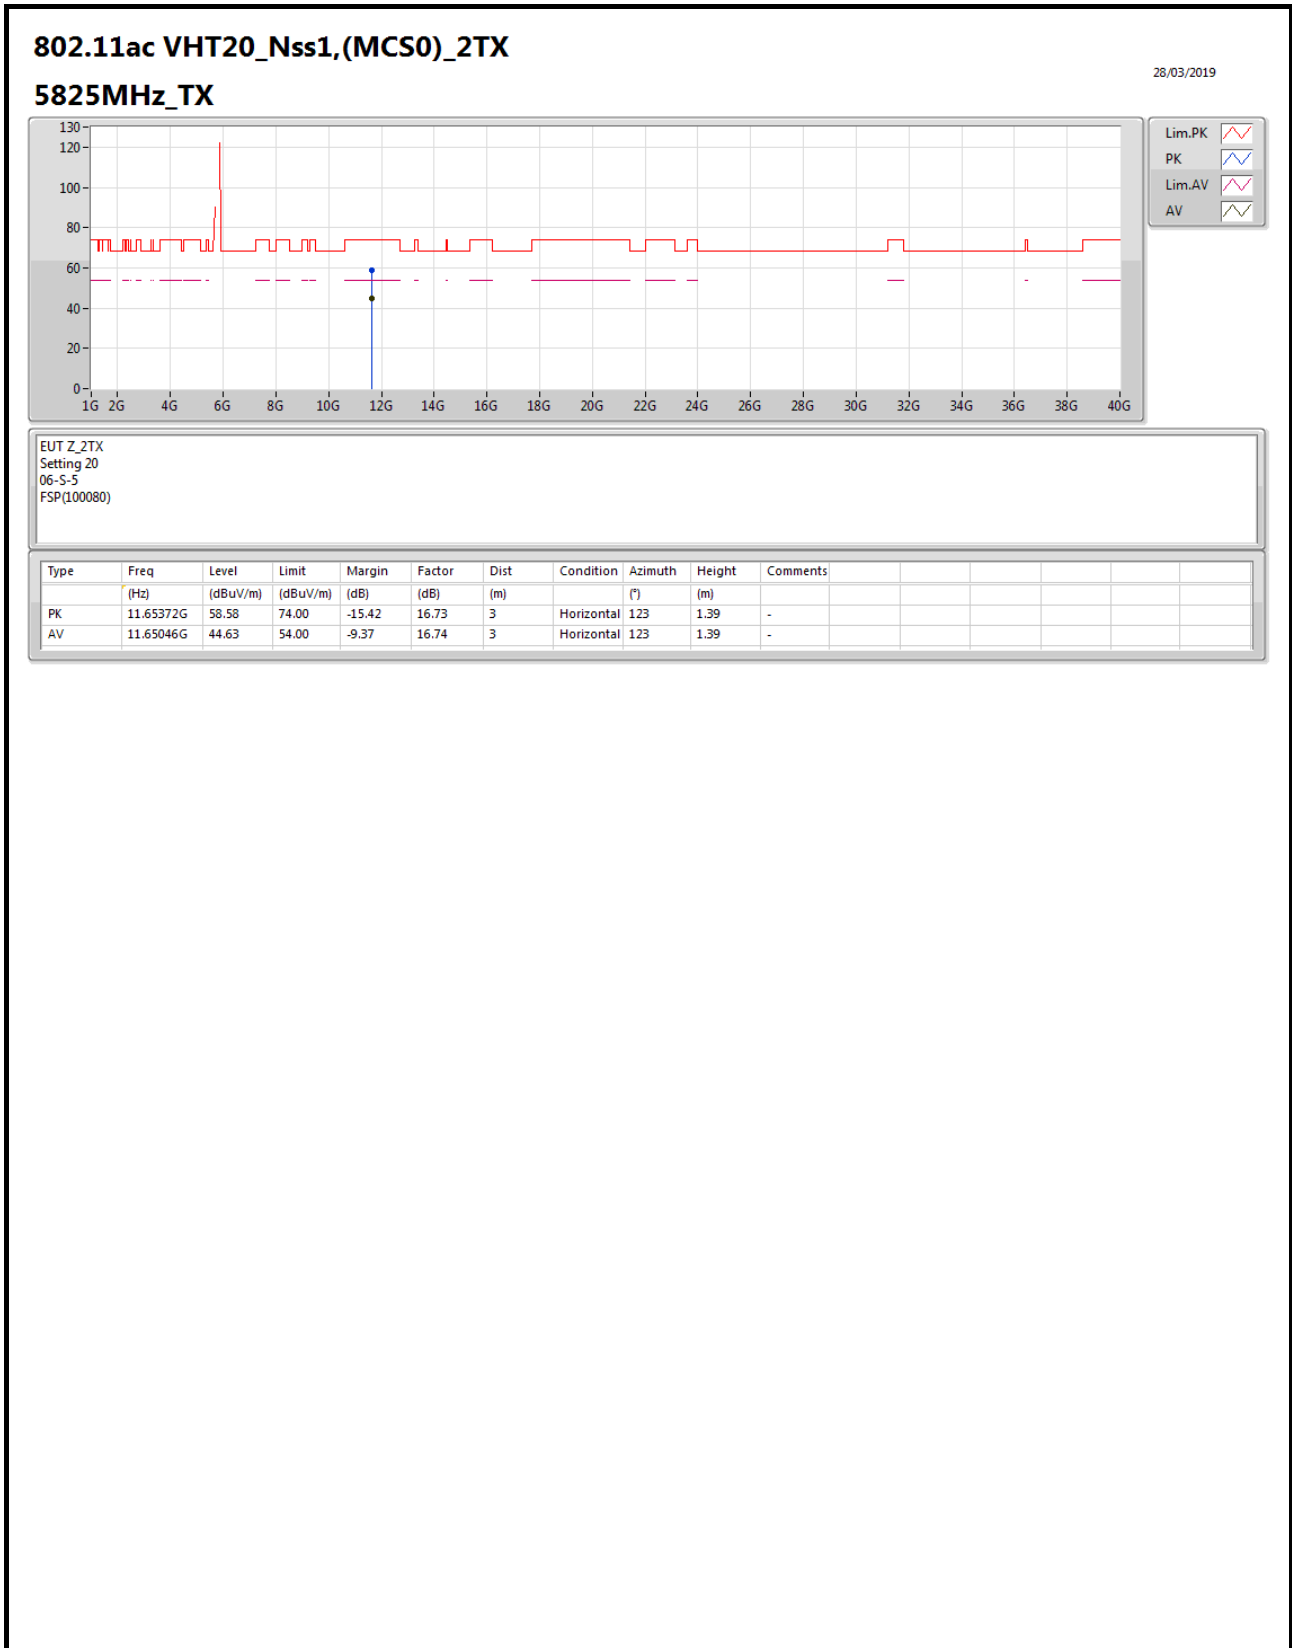 802.11ac VHT20_Nss1,(MCS0)_2TX
28/03/2019
5825MHz_TX
130
120
100
80
60
40
20
0
1G 2G 4G 6G 8G 10G 12G 14G 16G 18G 20G 22G 24G 26G 28G 30G 32G 34G 36G 38G 40G
Lim.PK
PK
Lim.AV
AV
EUT Z_2TX
Setting 20
06-S-5
FSP(100080)
Type Freq Level Limit Margin Factor Dist Condition Azimuth Height Comments
(Hz) (dBuV/m) (dBuV/m) (dB) (dB) (m) (°) (m)
PK 11.65372G 58.58 74.00 -15.42 16.73 3 Horizontal 123 1.39 -
AV 11.65046G 44.63 54.00 -9.37 16.74 3 Horizontal 123 1.39 -